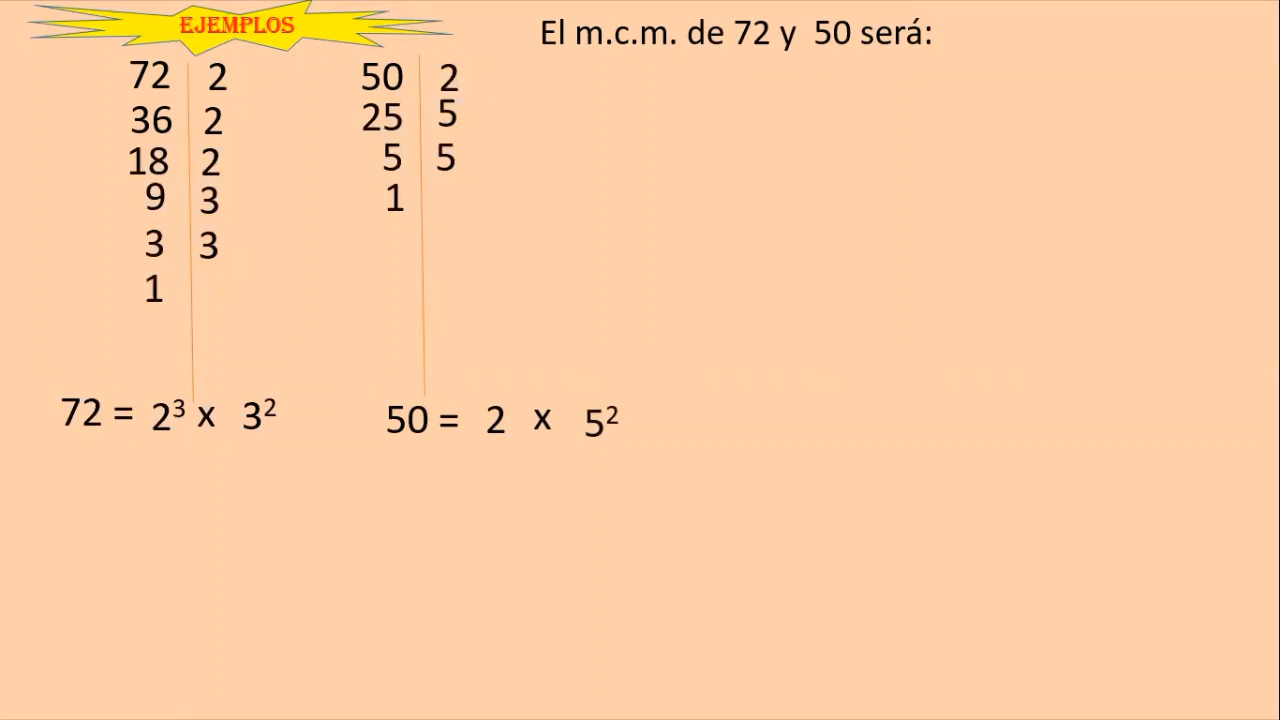 EJEMPLOS
El m.c.m. de 72 y 50 será:
72 2
36 2
18 2
9 3
3 3
1
50 2
25 5
5 5
1
72 = 2³ x 3²
50 = 2 x 5²